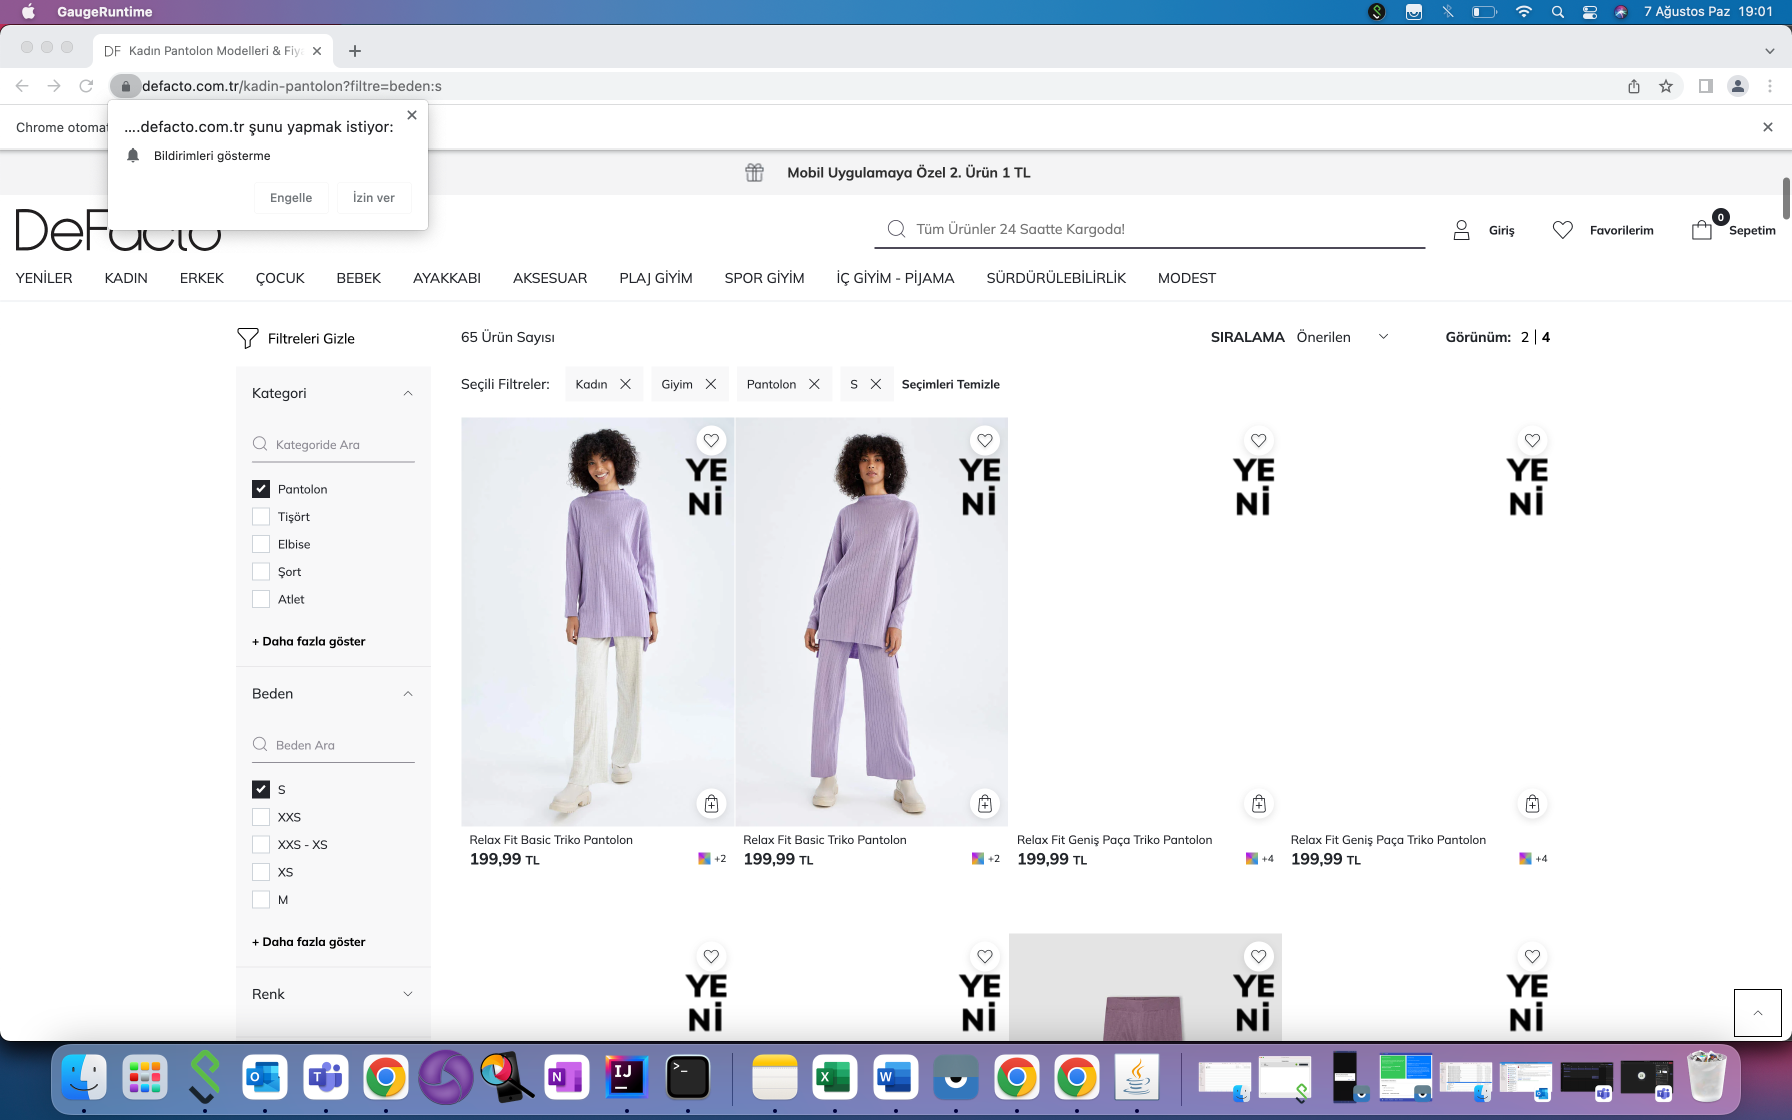 GaugeRuntime
7 Ağustos Paz 19:01
DF Kadın Pantolon Modelleri & Fiya
defacto.com.tr/kadin-pantolon?filtre=beden:s
Chrome otomat
....defacto.com.tr şunu yapmak istiyor:
Bildirimleri gösterme
Engelle
İzin ver
Mobil Uygulamaya Özel 2. Ürün 1 TL
DeFacto
Tüm Ürünler 24 Saatte Kargoda!
Giriş
Favorilerim
0
Sepetim
YENİLER KADIN ERKEK ÇOCUK BEBEK AYAKKABI AKSESUAR PLAJ GİYİM SPOR GİYİM İÇ GİYİM - PİJAMA SÜRDÜRÜLEBİLİRLİK MODEST
Filtreleri Gizle
65 Ürün Sayısı
SIRALAMA Önerilen
Görünüm: 2 | 4
Seçili Filtreler: Kadın Giyim Pantolon S Seçimleri Temizle
Kategori
Kategoride Ara
Pantolon
Tişört
Elbise
Şort
Atlet
+ Daha fazla göster
Beden
Beden Ara
S
XXS
XXS - XS
XS
M
+ Daha fazla göster
Renk
YE
Nİ
YE
Nİ
YE
Nİ
YE
Nİ
Relax Fit Basic Triko Pantolon
199,99 TL
+2
Relax Fit Basic Triko Pantolon
199,99 TL
+2
Relax Fit Geniş Paça Triko Pantolon
199,99 TL
+4
Relax Fit Geniş Paça Triko Pantolon
199,99 TL
+4
YE
Nİ
YE
Nİ
YE
Nİ
YE
Nİ